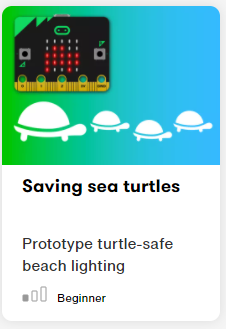 Saving sea turtles
Prototype turtle-safe
beach lighting
Beginner